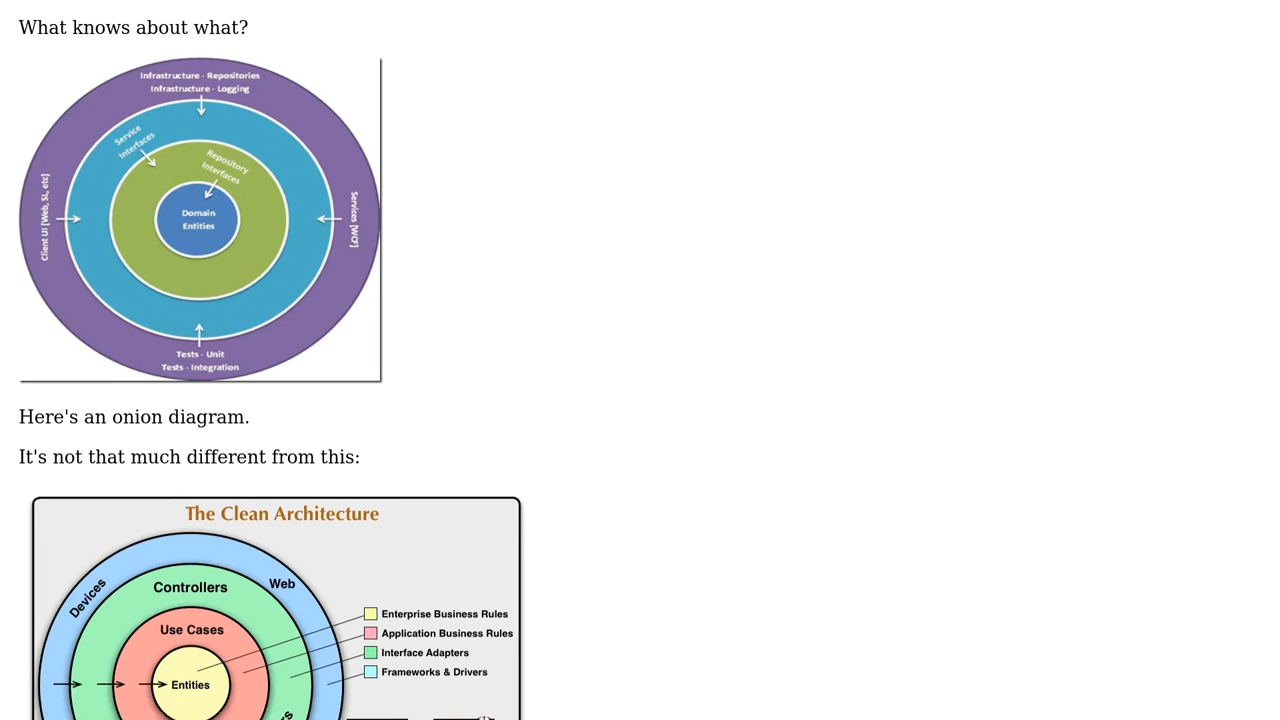 What knows about what?
Infrastructure - Repositories
Infrastructure - Logging
Service
Interfaces
Repository
Interfaces
Client UI [Web, SL, etc]
Domain
Entities
Services [WCF]
Tests - Unit
Tests - Integration
Here's an onion diagram.
It's not that much different from this:
The Clean Architecture
Devices
Controllers
Web
Use Cases
Entities
Enterprise Business Rules
Application Business Rules
Interface Adapters
Frameworks & Drivers